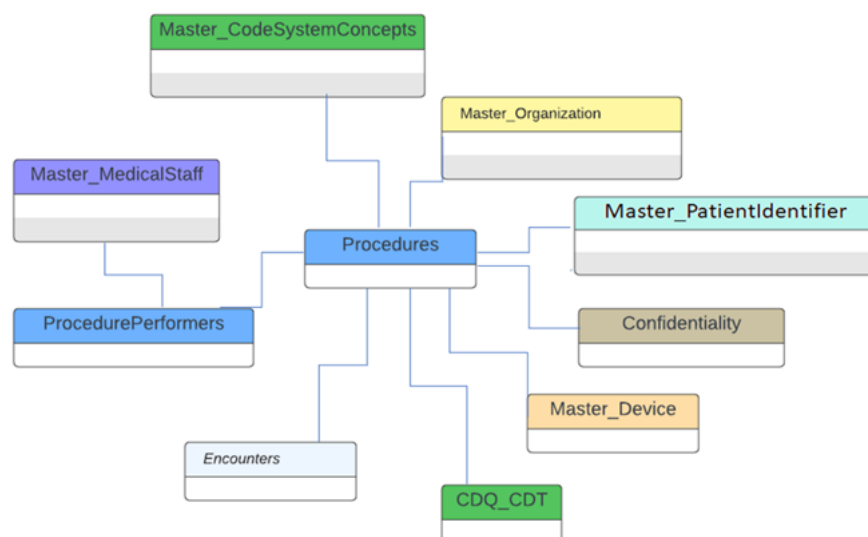 Master_CodeSystemConcepts
Master_Organization
Master_MedicalStaff
Master_PatientIdentifier
Procedures
ProcedurePerformers
Confidentiality
Master_Device
Encounters
CDQ_CDT